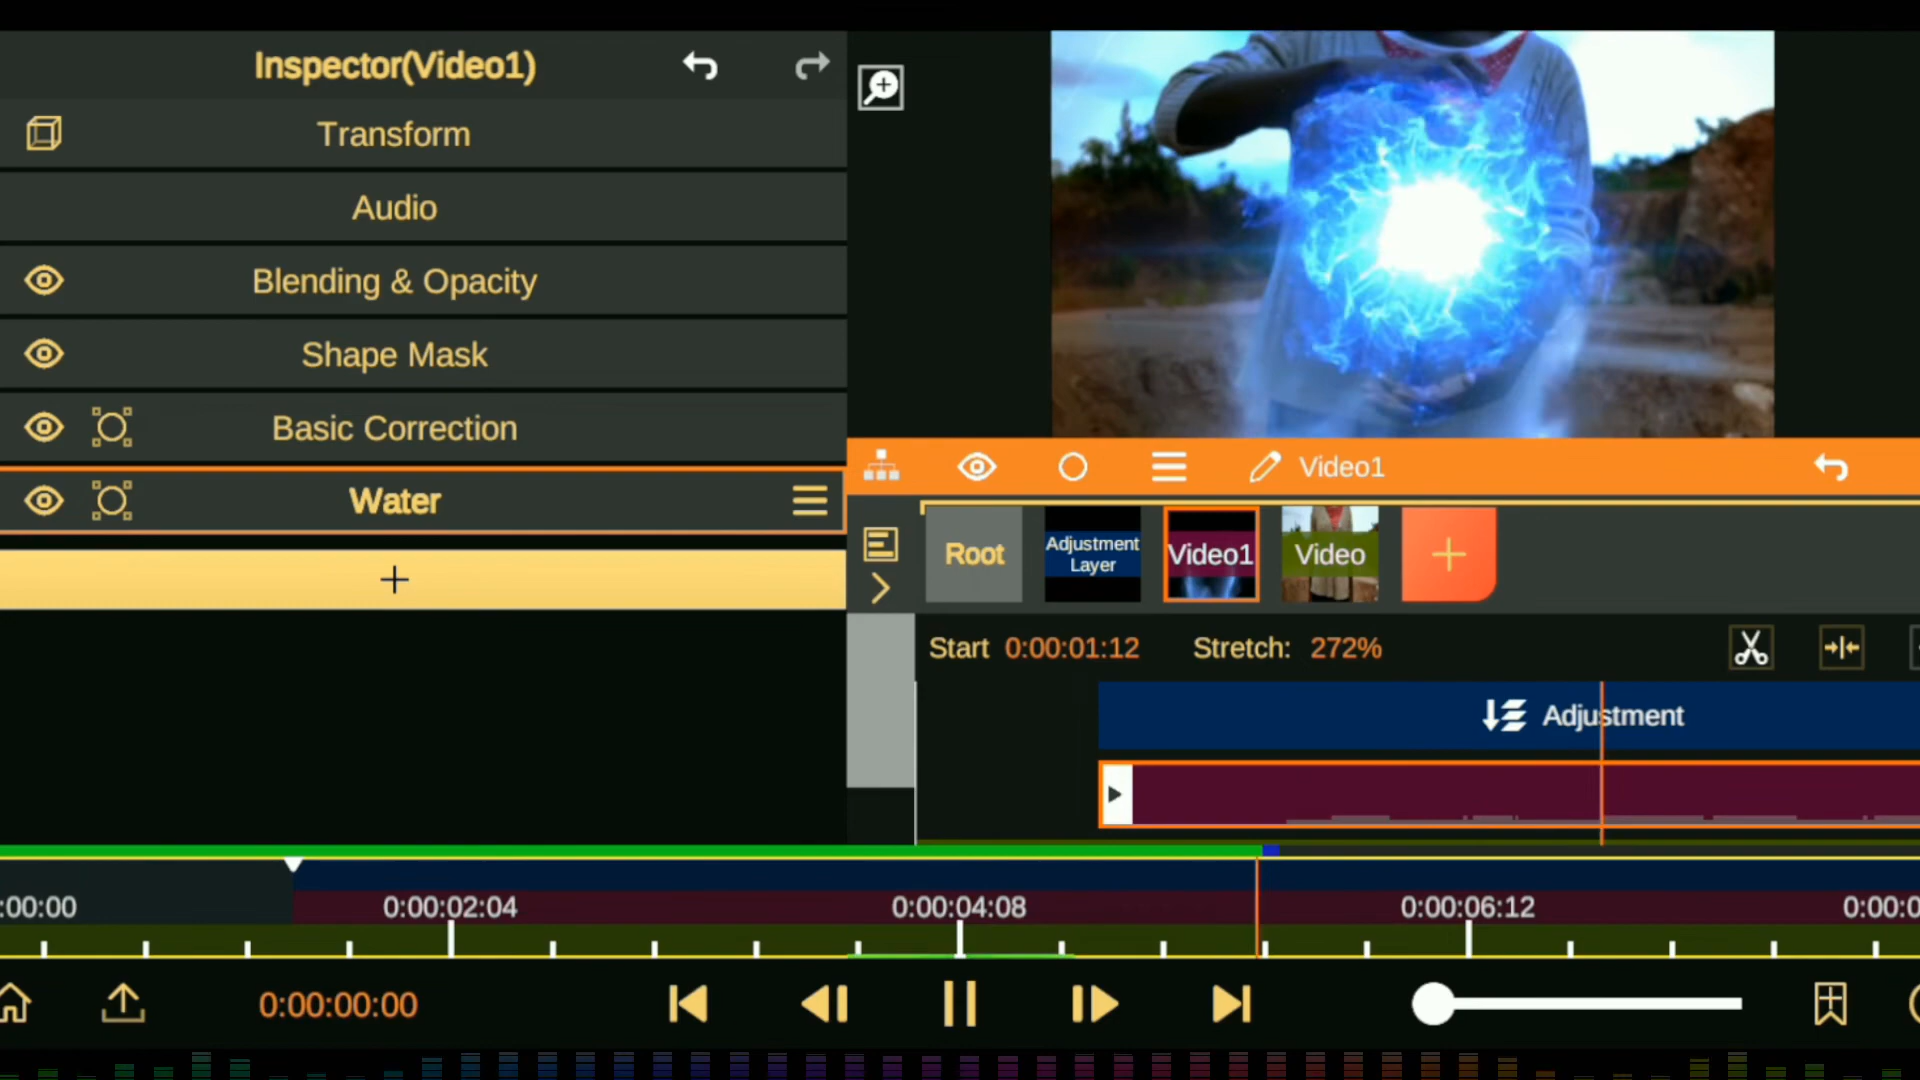 Inspector(Video1)
Transform
Audio
Blending & Opacity
Shape Mask
Basic Correction
Water
Video1
Root
Adjustment
Layer
Video1
Video
Start 0:00:01:12 Stretch: 272%
Adjustment
:00:00 0:00:02:04 0:00:04:08 0:00:06:12 0:00:0
0:00:00:00